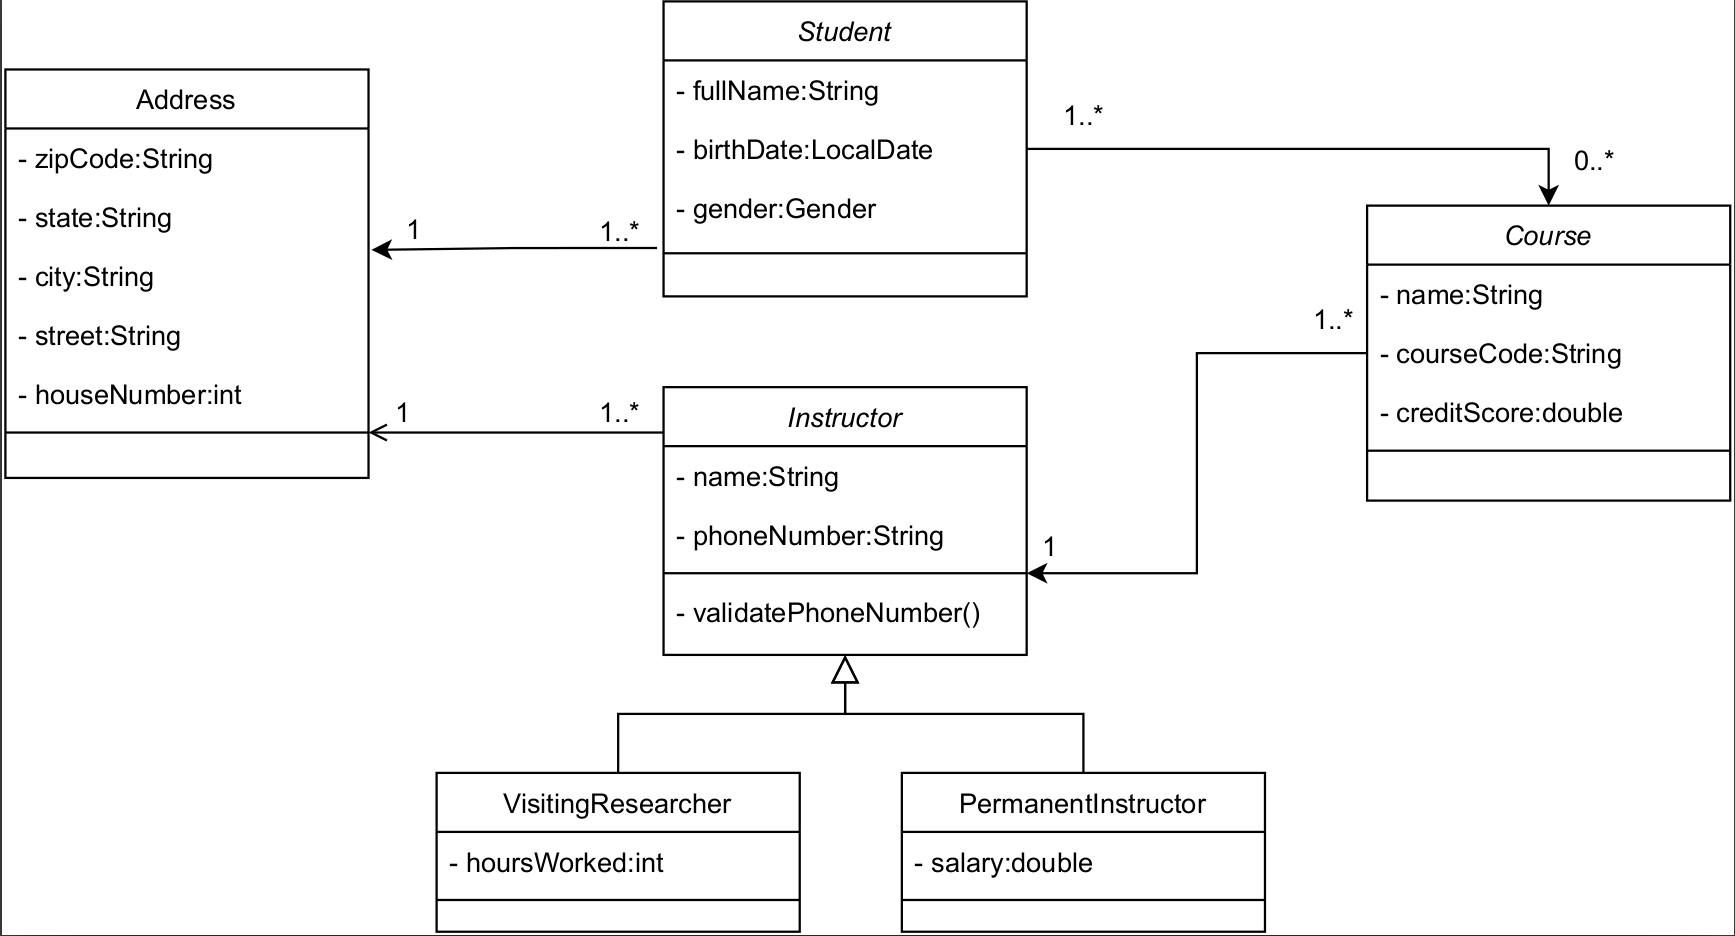 Student
- fullName:String
- birthDate:LocalDate
- gender:Gender
Address
- zipCode:String
- state:String
- city:String
- street:String
- houseNumber:int
1
1..*
1
1..*
1..*
0..*
Course
- name:String
- courseCode:String
- creditScore:double
1..*
1
Instructor
- name:String
- phoneNumber:String
- validatePhoneNumber()
VisitingResearcher
- hoursWorked:int
PermanentInstructor
- salary:double